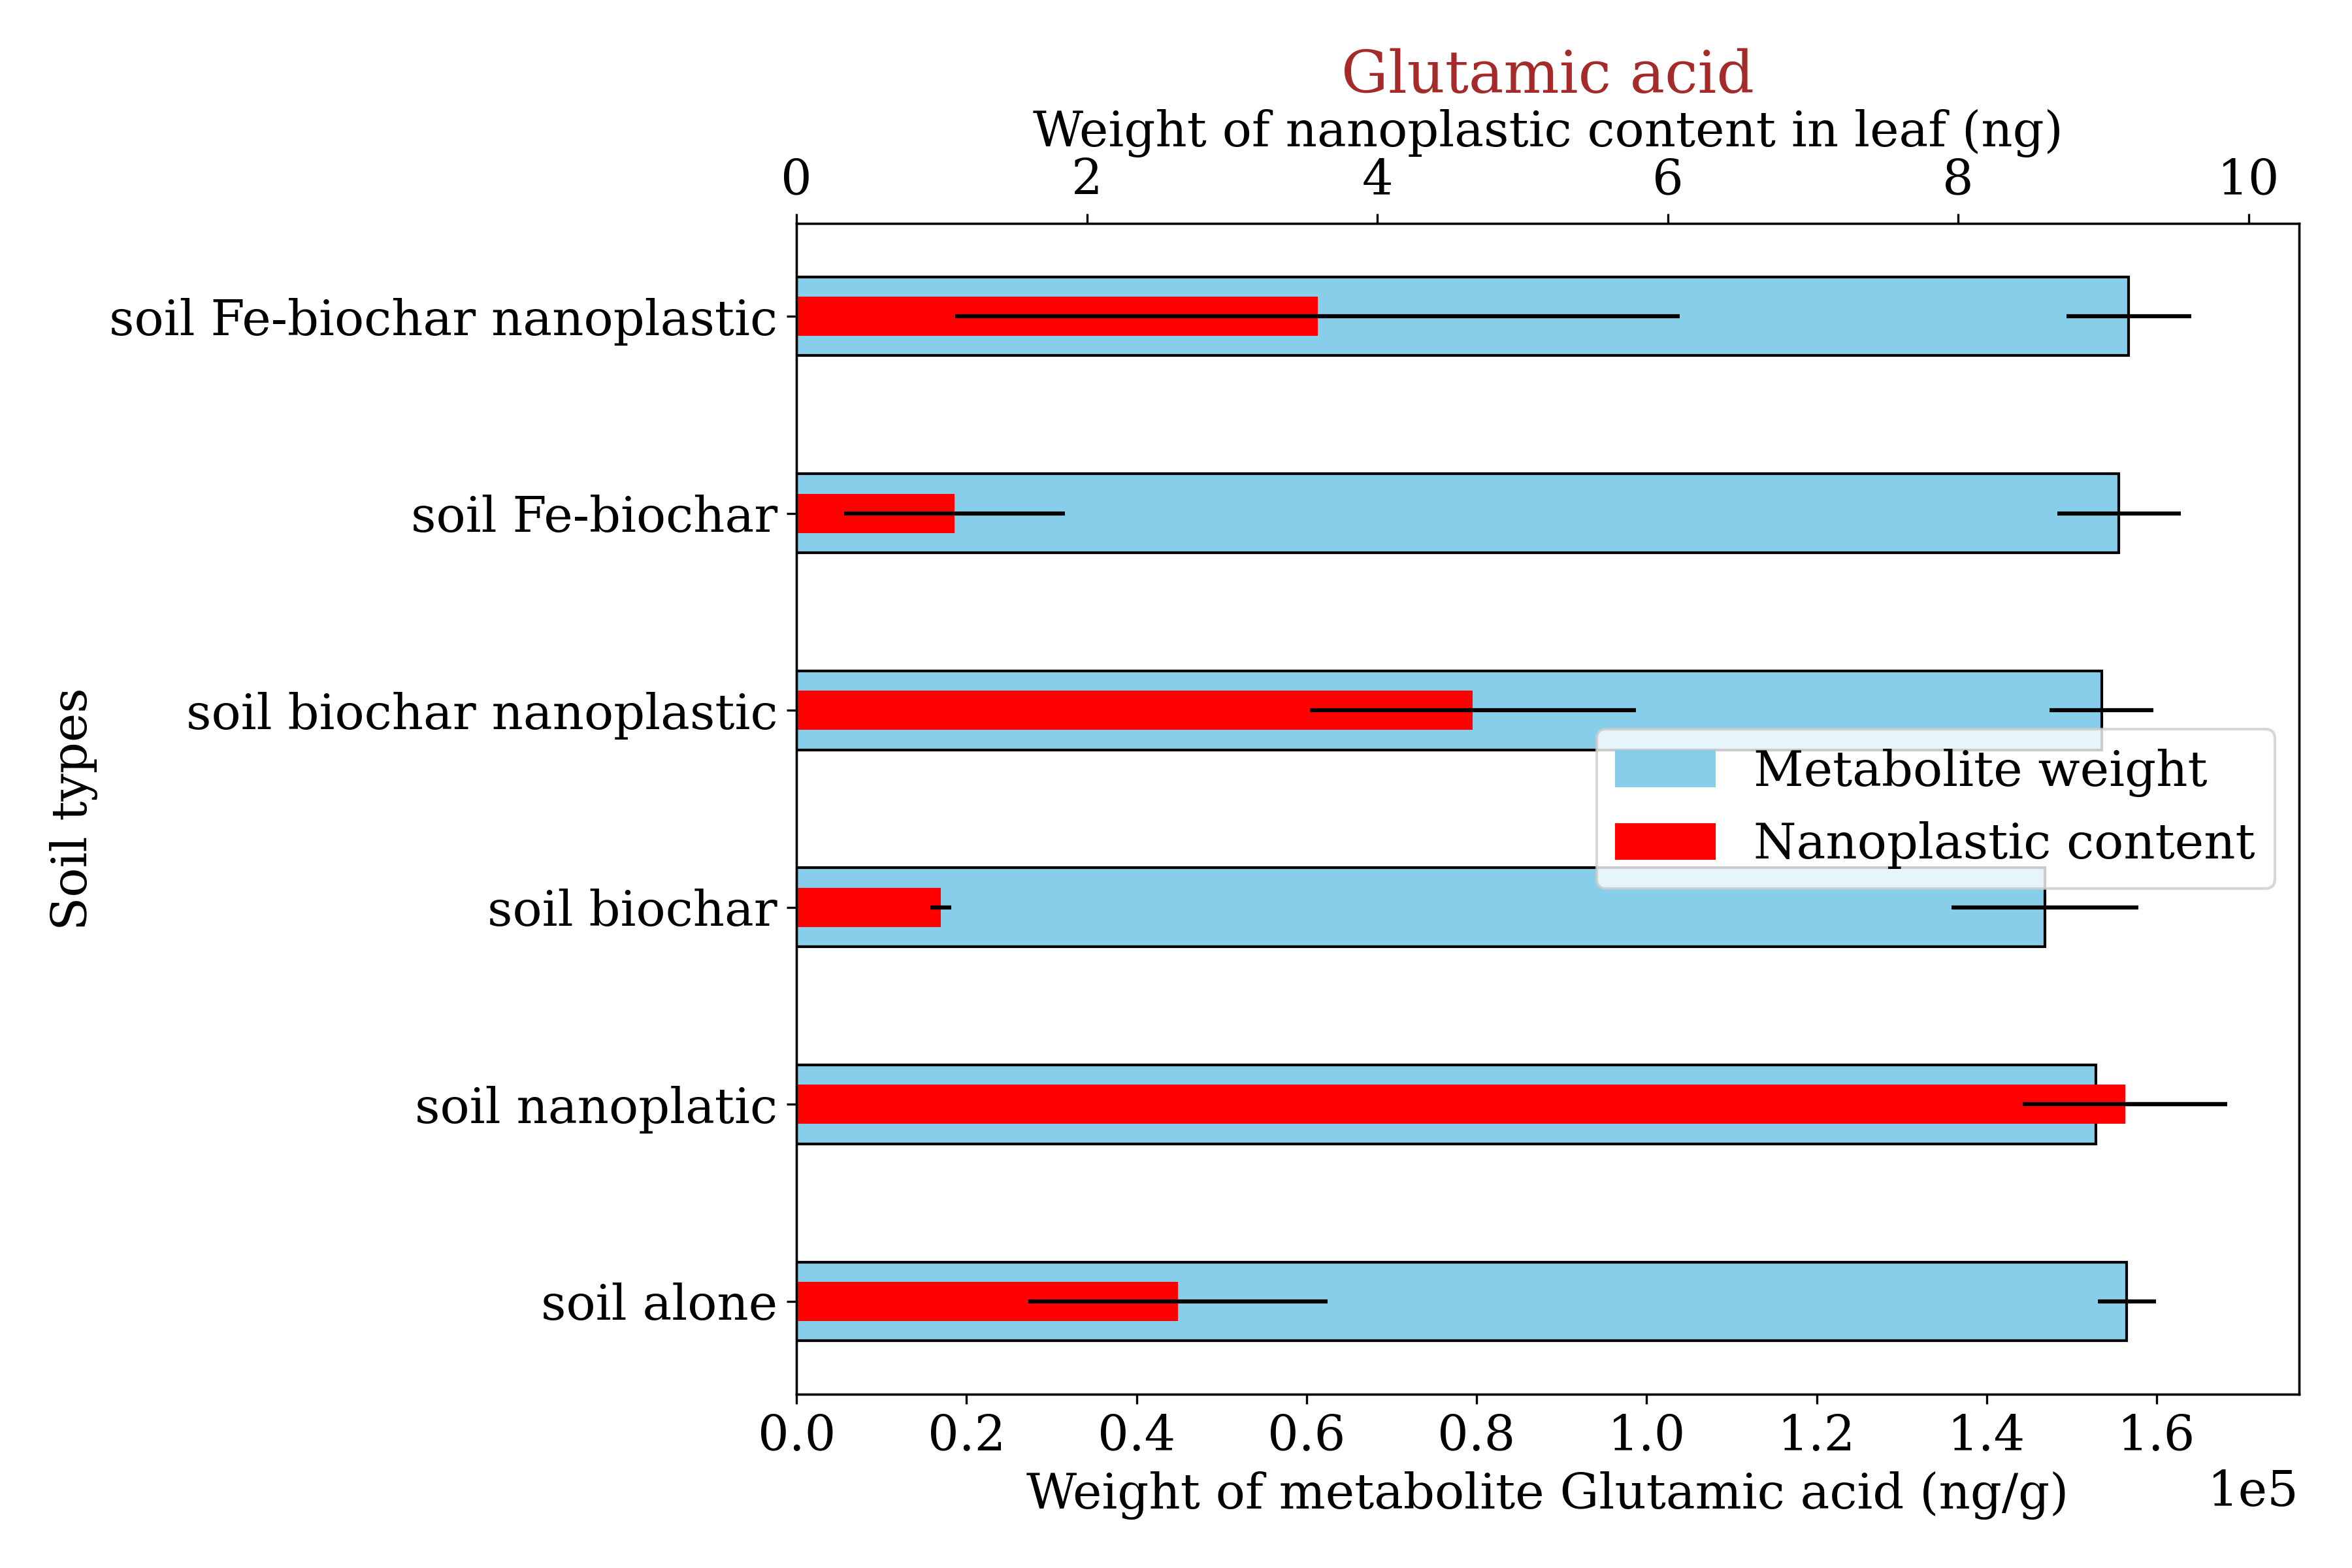 Glutamic acid
Weight of nanoplastic content in leaf (ng)
0 2 4 6 8 10
soil Fe-biochar nanoplastic
soil Fe-biochar
soil biochar nanoplastic
soil biochar
soil nanoplatic
soil alone
Soil types
Metabolite weight
Nanoplastic content
0.0 0.2 0.4 0.6 0.8 1.0 1.2 1.4 1.6
1e5
Weight of metabolite Glutamic acid (ng/g)